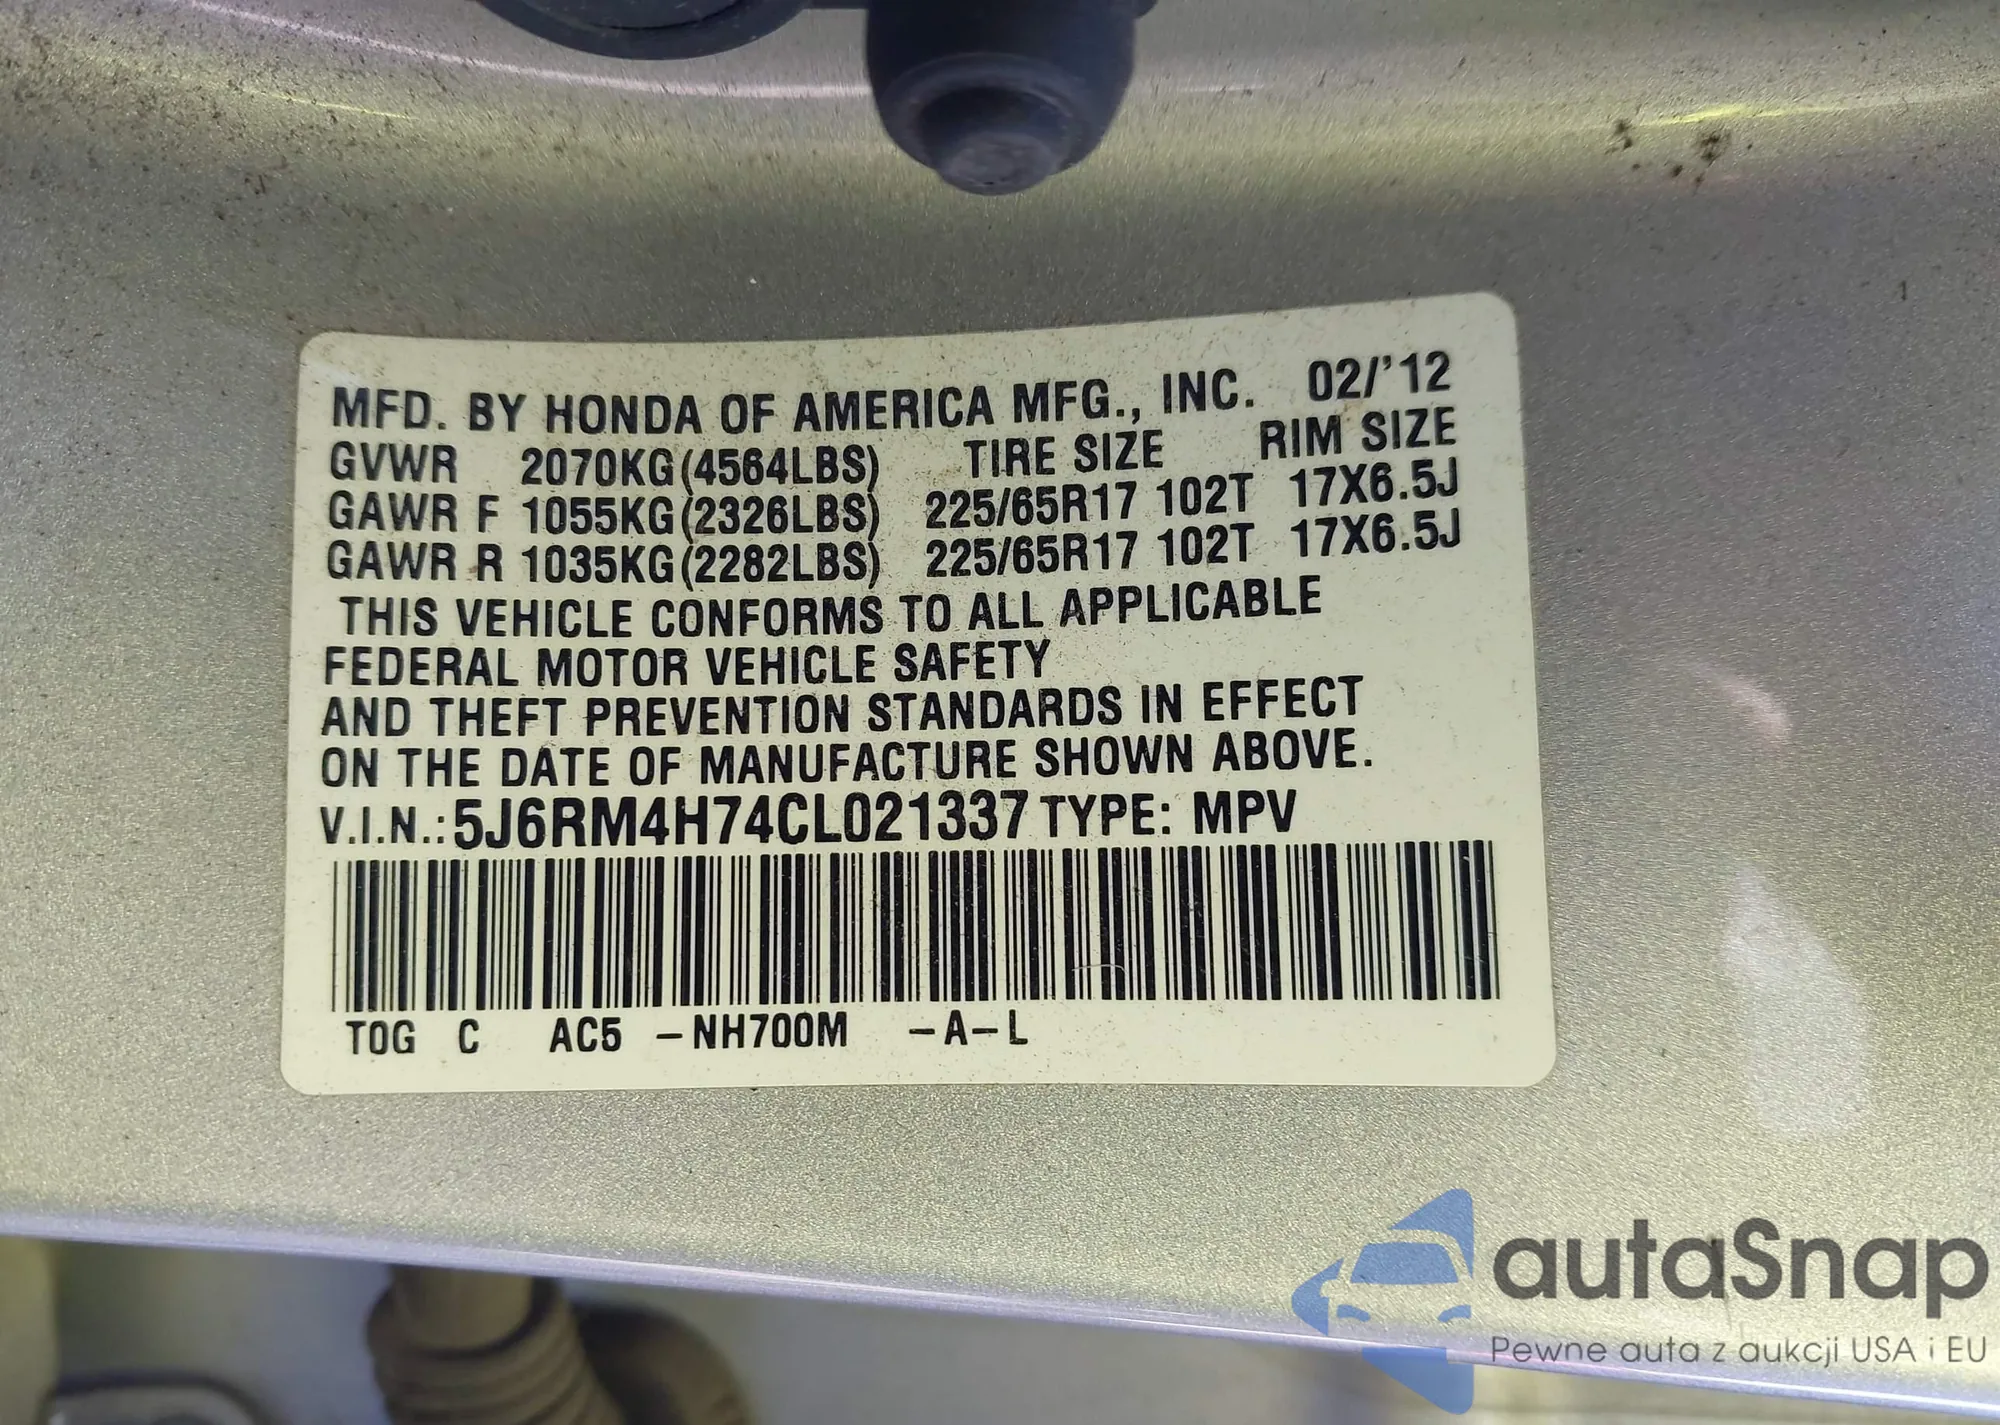 MFD. BY HONDA OF AMERICA MFG., INC. 02/'12
GVWR 2070KG(4564LBS) TIRE SIZE RIM SIZE
GAWR F 1055KG(2326LBS) 225/65R17 102T 17X6.5J
GAWR R 1035KG(2282LBS) 225/65R17 102T 17X6.5J
THIS VEHICLE CONFORMS TO ALL APPLICABLE
FEDERAL MOTOR VEHICLE SAFETY
AND THEFT PREVENTION STANDARDS IN EFFECT
ON THE DATE OF MANUFACTURE SHOWN ABOVE.
V.I.N.: 5J6RM4H74CL021337 TYPE: MPV
T0G C AC5 -NH700M -A-L
autaSnap
Pewne auta z aukcji USA i EU